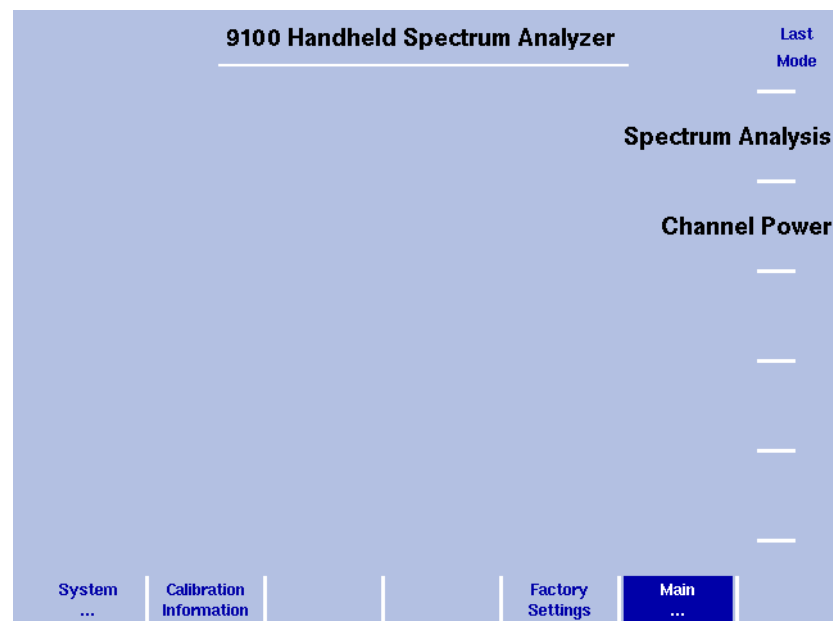 9100 Handheld Spectrum Analyzer
Last
Mode
Spectrum Analysis
Channel Power
System
...
Calibration
Information
Factory
Settings
Main
...